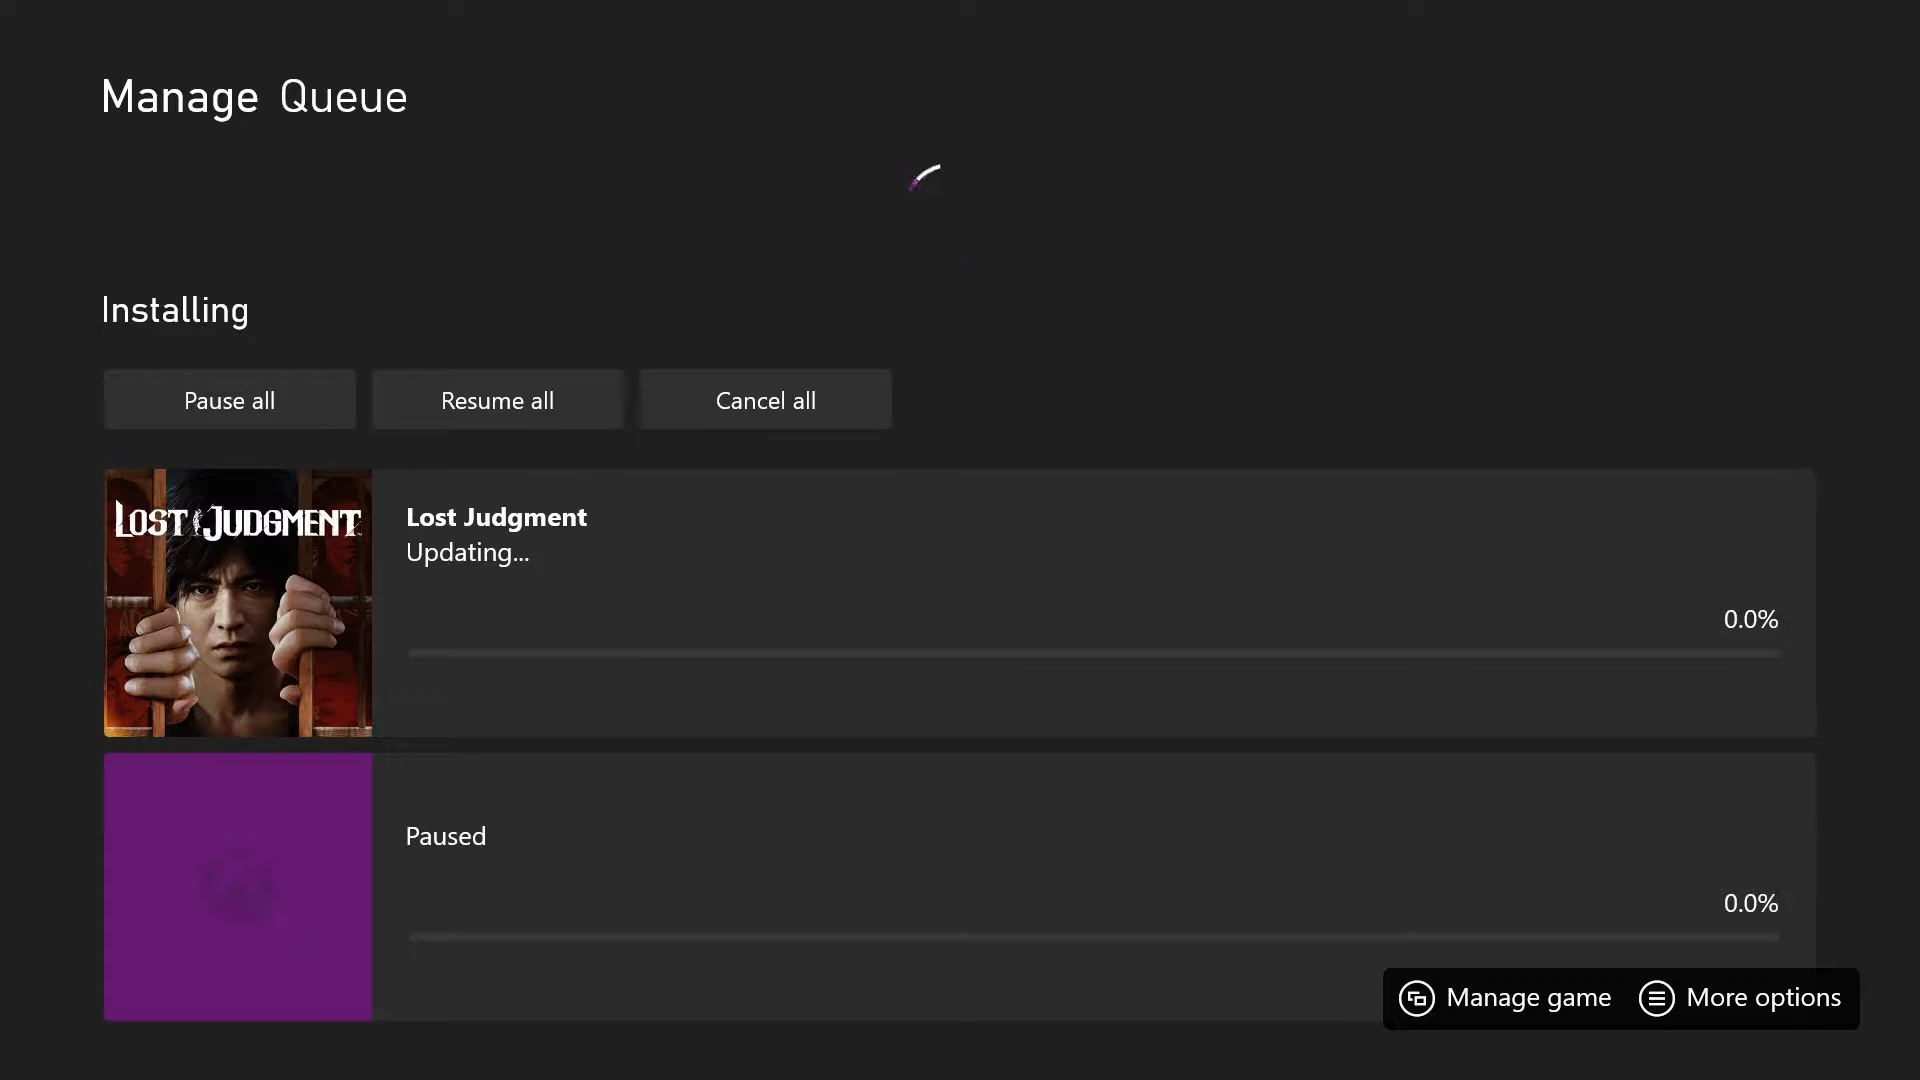 Manage Queue
Installing
Pause all
Resume all
Cancel all
LOST JUDGMENT
Lost Judgment
Updating...
0.0%
Paused
0.0%
Manage game
More options